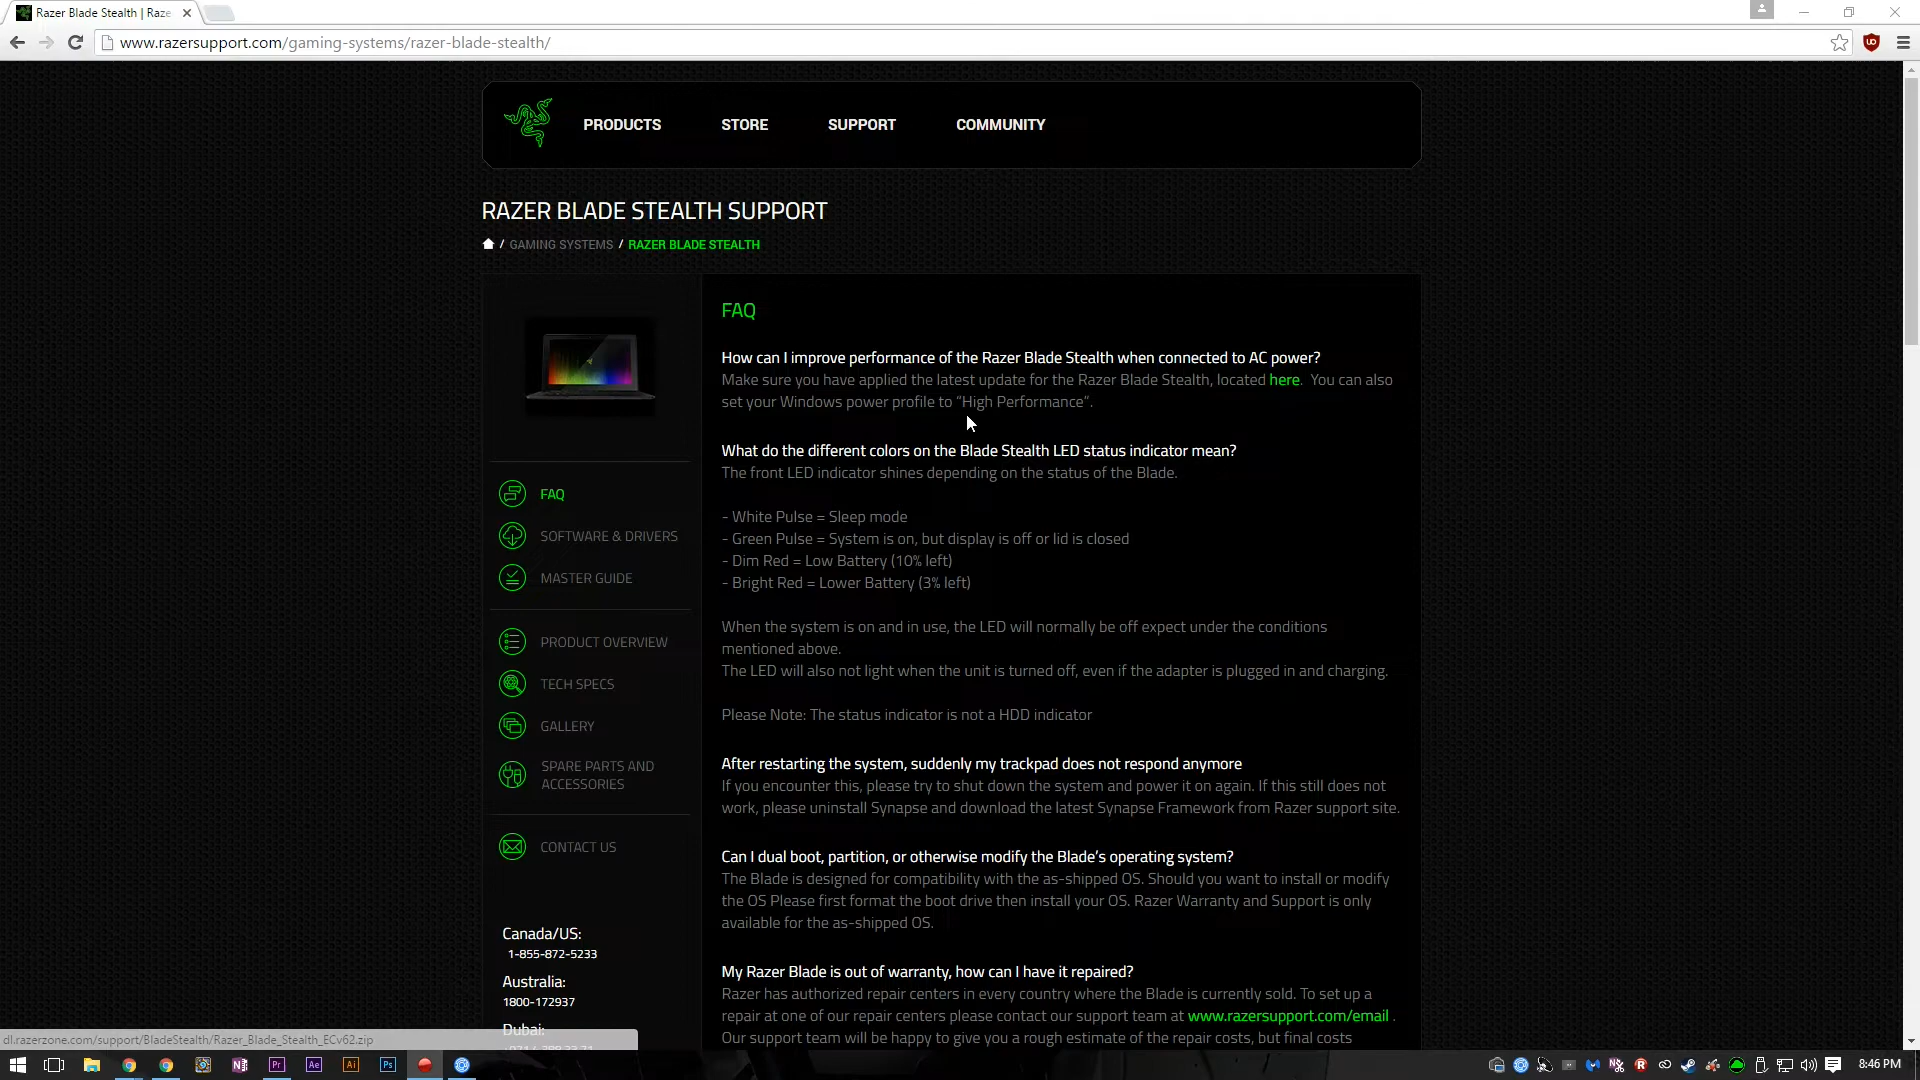 Razer Blade Stealth | Raze
www.razersupport.com/gaming-systems/razer-blade-stealth/
PRODUCTS
STORE
SUPPORT
COMMUNITY
RAZER BLADE STEALTH SUPPORT
/ GAMING SYSTEMS / RAZER BLADE STEALTH
FAQ
SOFTWARE & DRIVERS
MASTER GUIDE
PRODUCT OVERVIEW
TECH SPECS
GALLERY
SPARE PARTS AND
ACCESSORIES
CONTACT US
Canada/US:
1-855-872-5233
Australia:
1800-172937
Dubai:
FAQ
How can I improve performance of the Razer Blade Stealth when connected to AC power?
Make sure you have applied the latest update for the Razer Blade Stealth, located here. You can also
set your Windows power profile to “High Performance”.
What do the different colors on the Blade Stealth LED status indicator mean?
The front LED indicator shines depending on the status of the Blade.
- White Pulse = Sleep mode
- Green Pulse = System is on, but display is off or lid is closed
- Dim Red = Low Battery (10% left)
- Bright Red = Lower Battery (3% left)
When the system is on and in use, the LED will normally be off expect under the conditions
mentioned above.
The LED will also not light when the unit is turned off, even if the adapter is plugged in and charging.
Please Note: The status indicator is not a HDD indicator
After restarting the system, suddenly my trackpad does not respond anymore
If you encounter this, please try to shut down the system and power it on again. If this still does not
work, please uninstall Synapse and download the latest Synapse Framework from Razer support site.
Can I dual boot, partition, or otherwise modify the Blade’s operating system?
The Blade is designed for compatibility with the as-shipped OS. Should you want to install or modify
the OS Please first format the boot drive then install your OS. Razer Warranty and Support is only
available for the as-shipped OS.
My Razer Blade is out of warranty, how can I have it repaired?
Razer has authorized repair centers in every country where the Blade is currently sold. To set up a
repair at one of our repair centers please contact our support team at www.razersupport.com/email .
Our support team will be happy to give you a rough estimate of the repair costs, but final costs
dl.razerzone.com/support/BladeStealth/Razer_Blade_Stealth_ECv62.zip
Pr
Ae
Ai
Ps
8:46 PM